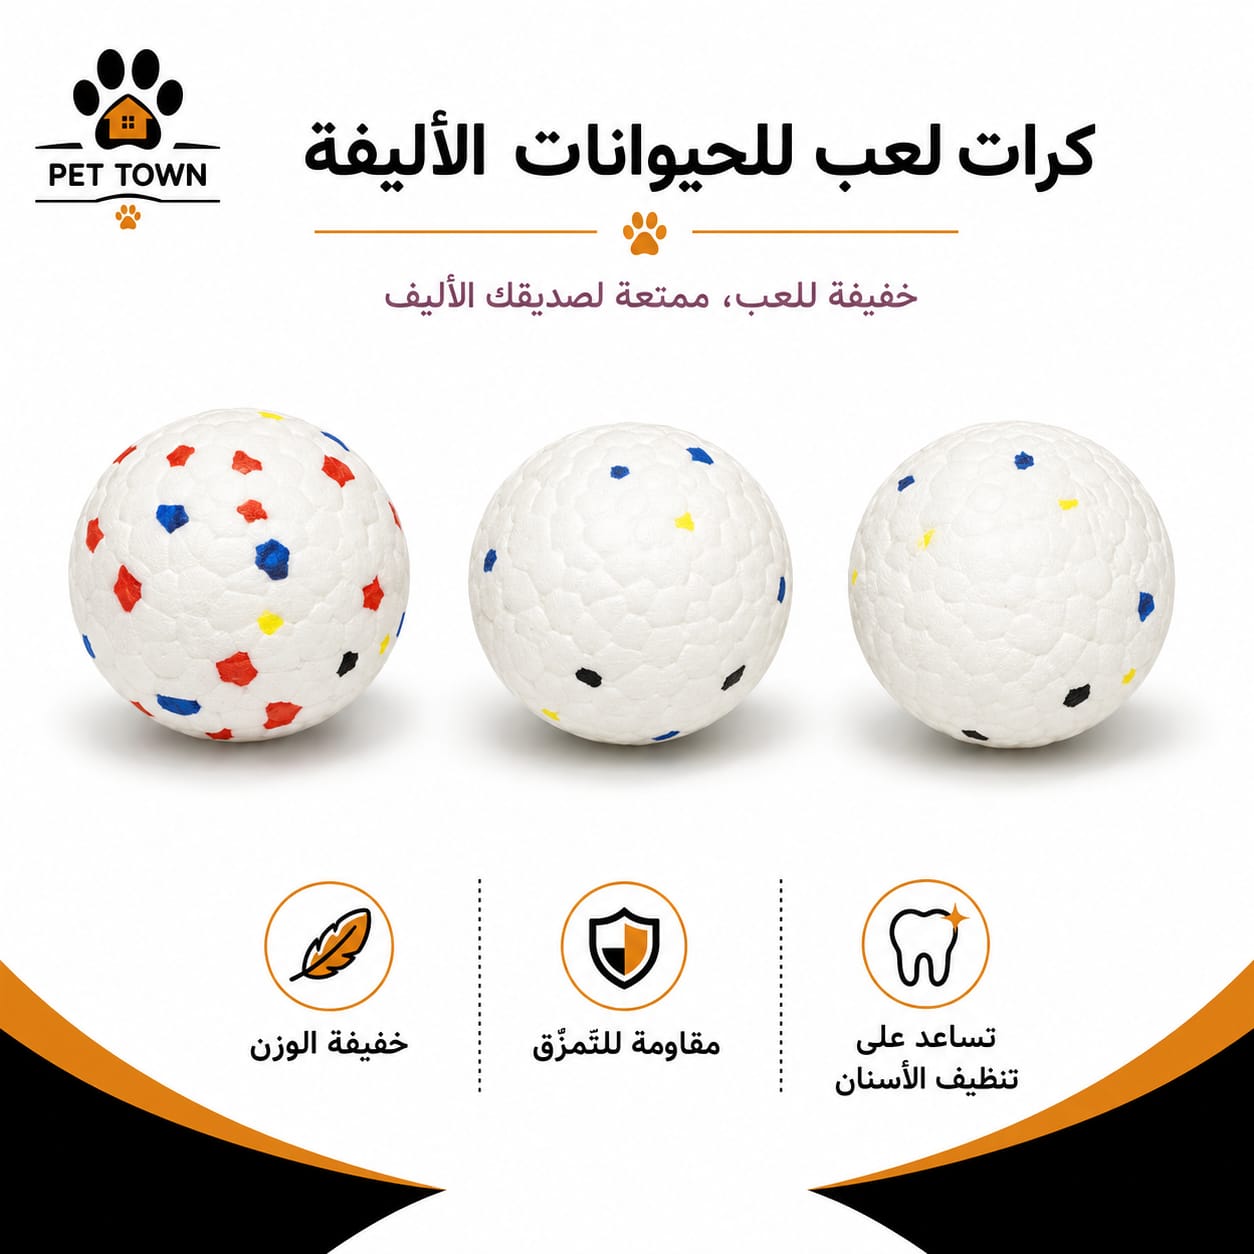 PET TOWN
كرات لعب للحيوانات الأليفة
خفيفة للعب، ممتعة لصديقك الأليف
تساعد على
تنظيف الأسنان
مقاومة للتّمزّق
خفيفة الوزن